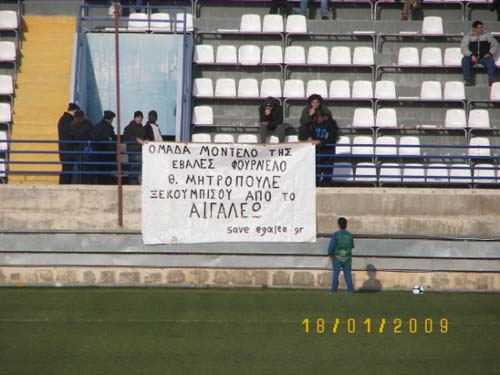 ΟΜΑΔΑ ΜΟΝΤΕΛΟ ΤΗΣ
ΕΒΑΛΕΣ ΦΟΥΡΝΕΛΟ
Θ. ΜΗΤΡΟΠΟΥΛΕ
ΞΕΚΟΥΜΠΙΣΟΥ ΑΠΟ ΤΟ
ΑΙΓΑΛΕΩ
save egaleo gr
18/01/2009